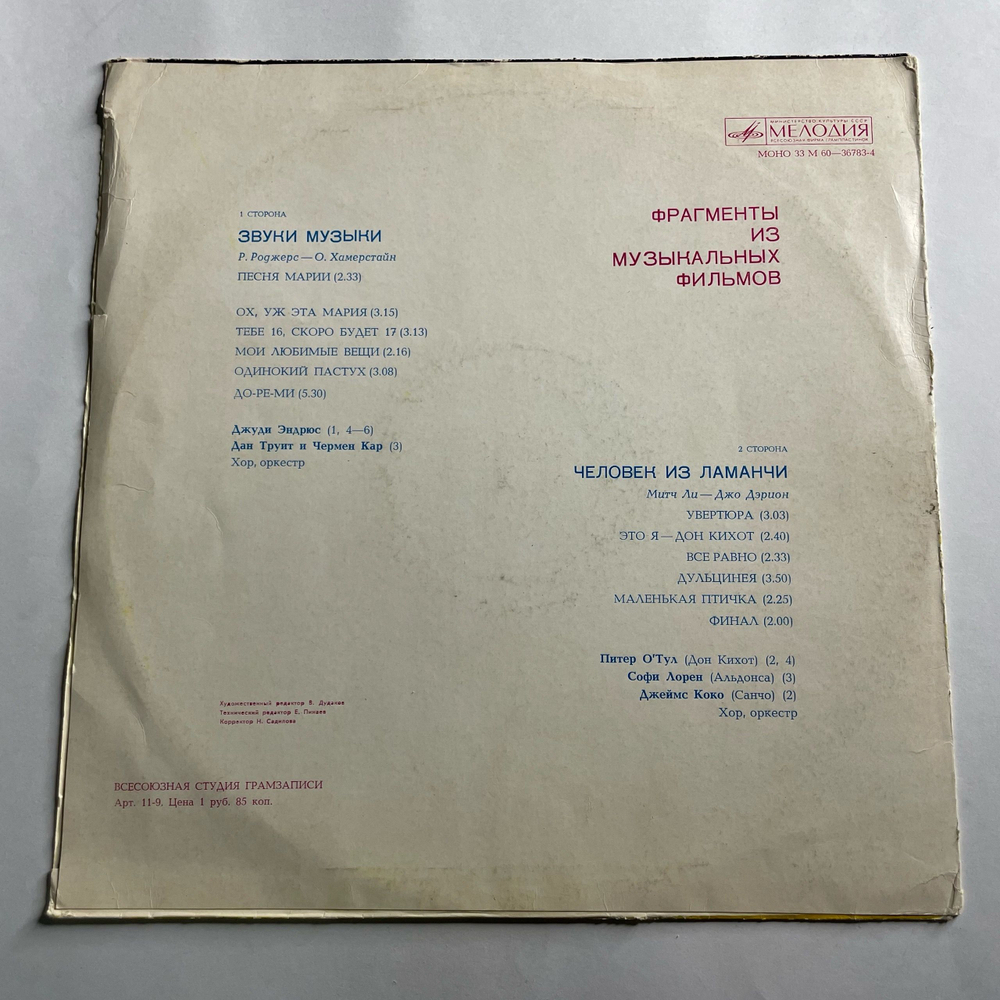 МИНИСТЕРСТВО КУЛЬТУРЫ СССР
МЕЛОДИЯ
ВСЕСОЮЗНАЯ ФИРМА ГРАМПЛАСТИНОК
МОНО 33 М 60—36783-4
ФРАГМЕНТЫ
ИЗ
МУЗЫКАЛЬНЫХ
ФИЛЬМОВ
1 СТОРОНА
ЗВУКИ МУЗЫКИ
Р. Роджерс — О. Хамерстайн
ПЕСНЯ МАРИИ (2.33)
ОХ, УЖ ЭТА МАРИЯ (3.15)
ТЕБЕ 16, СКОРО БУДЕТ 17 (3.13)
МОИ ЛЮБИМЫЕ ВЕЩИ (2.16)
ОДИНОКИЙ ПАСТУХ (3.08)
ДО-РЕ-МИ (5.30)
Джуди Эндрюс (1, 4—6)
Дан Труит и Чермен Кар (3)
Хор, оркестр
2 СТОРОНА
ЧЕЛОВЕК ИЗ ЛАМАНЧИ
Митч Ли — Джо Дэрион
УВЕРТЮРА (3.03)
ЭТО Я — ДОН КИХОТ (2.40)
ВСЕ РАВНО (2.33)
ДУЛЬЦИНЕЯ (3.50)
МАЛЕНЬКАЯ ПТИЧКА (2.25)
ФИНАЛ (2.00)
Питер О'Тул (Дон Кихот) (2, 4)
Софи Лорен (Альдонса) (3)
Джеймс Коко (Санчо) (2)
Хор, оркестр
Художественный редактор В.
Технический редактор Е. Пинаев
Корректор Н. Садилова
ВСЕСОЮЗНАЯ СТУДИЯ ГРАМЗАПИСИ
Арт. 11-9. Цена 1 руб. 85 коп.